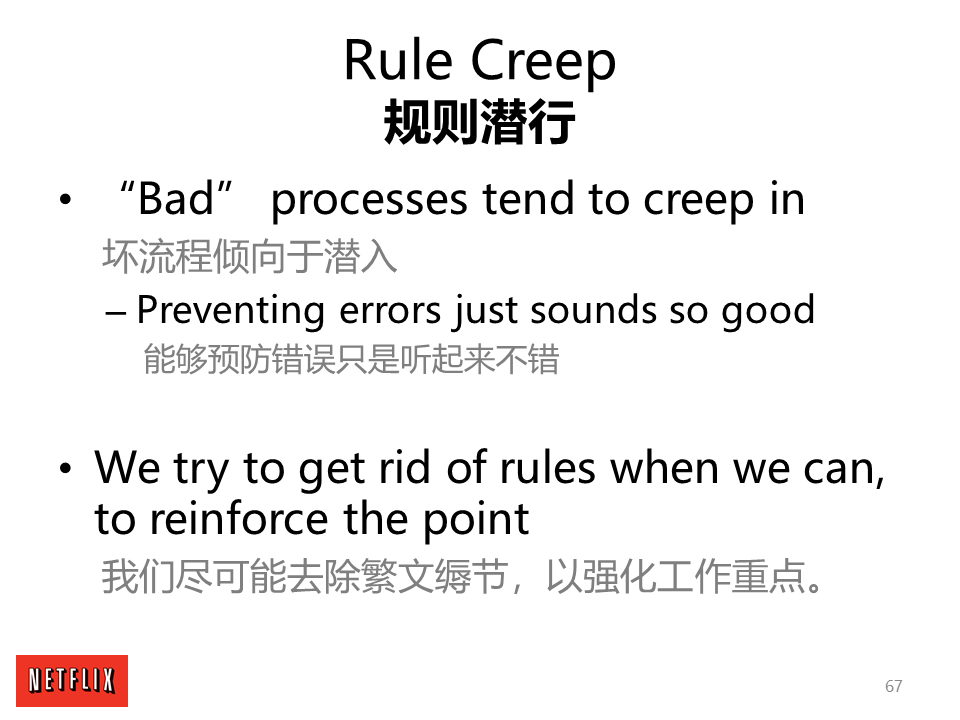 Rule Creep
规则潜行
• “Bad” processes tend to creep in
坏流程倾向于潜入
– Preventing errors just sounds so good
能够预防错误只是听起来不错
• We try to get rid of rules when we can,
to reinforce the point
我们尽可能去除繁文缛节，以强化工作重点。
NETFLIX
67